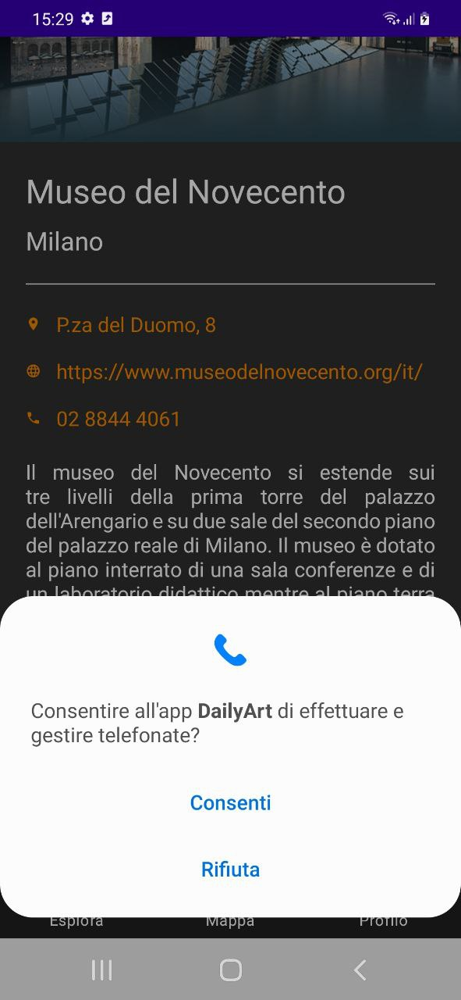 15:29
Museo del Novecento
Milano
P.za del Duomo, 8
https://www.museodelnovecento.org/it/
02 8844 4061
Il museo del Novecento si estende sui
tre livelli della prima torre del palazzo
dell'Arengario e su due sale del secondo piano
del palazzo reale di Milano. Il museo è dotato
al piano interrato di una sala conferenze e di
un laboratorio didattico mentre al piano terra
Consentire all'app DailyArt di effettuare e
gestire telefonate?
Consenti
Rifiuta
Esplora Mappa Profilo